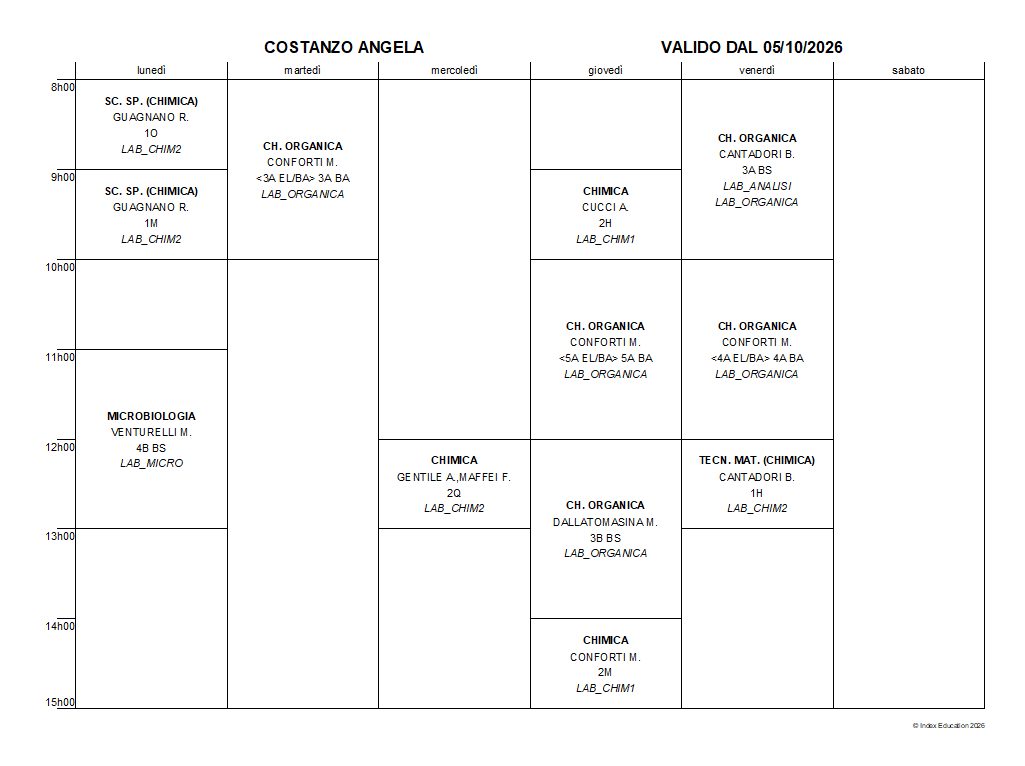 COSTANZO ANGELA
VALIDO DAL 05/10/2026
lunedì
martedì
mercoledì
giovedì
venerdì
sabato
8h00
9h00
10h00
11h00
12h00
13h00
14h00
15h00
SC. SP. (CHIMICA)
GUAGNANO R.
1O
LAB_CHIM2
SC. SP. (CHIMICA)
GUAGNANO R.
1M
LAB_CHIM2
MICROBIOLOGIA
VENTURELLI M.
4B BS
LAB_MICRO
CH. ORGANICA
CONFORTI M.
<3A EL/BA> 3A BA
LAB_ORGANICA
CHIMICA
GENTILE A.,MAFFEI F.
2Q
LAB_CHIM2
CHIMICA
CUCCI A.
2H
LAB_CHIM1
CH. ORGANICA
CONFORTI M.
<5A EL/BA> 5A BA
LAB_ORGANICA
CH. ORGANICA
DALLATOMASINA M.
3B BS
LAB_ORGANICA
CHIMICA
CONFORTI M.
2M
LAB_CHIM1
CH. ORGANICA
CANTADORI B.
3A BS
LAB_ANALISI
LAB_ORGANICA
CH. ORGANICA
CONFORTI M.
<4A EL/BA> 4A BA
LAB_ORGANICA
TECN. MAT. (CHIMICA)
CANTADORI B.
1H
LAB_CHIM2
© Index Education 2026